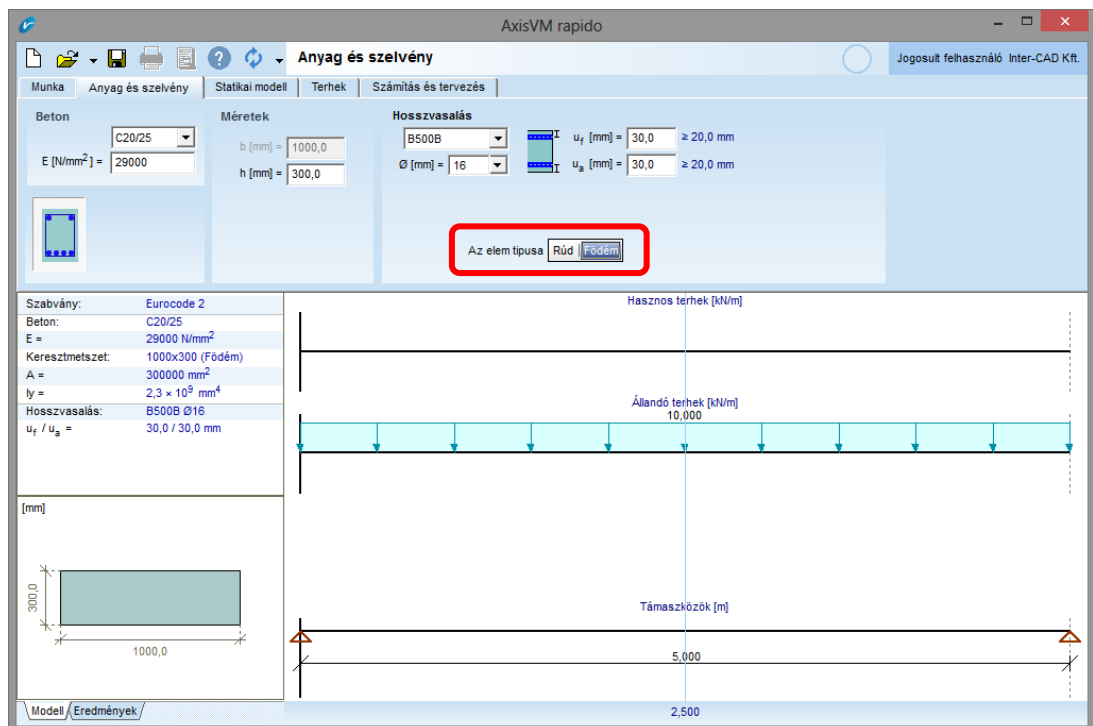 AxisVM rapido
Anyag és szelvény
Jogosult felhasználó Inter-CAD Kft.
Munka Anyag és szelvény Statikai modell Terhek Számítás és tervezés
Beton Méretek Hosszvasalás
C20/25
E [N/mm²] = 29000
b [mm] = 1000,0
h [mm] = 300,0
B500B
Ø [mm] = 16
uf [mm] = 30,0 ≥ 20,0 mm
ua [mm] = 30,0 ≥ 20,0 mm
Az elem tipusa Rúd Födém
Szabvány: Eurocode 2
Beton: C20/25
E = 29000 N/mm²
Keresztmetszet: 1000x300 (Födém)
A = 300000 mm²
Iy = 2,3 × 10⁹ mm⁴
Hosszvasalás: B500B Ø16
uf / ua = 30,0 / 30,0 mm
[mm]
300,0
1000,0
Hasznos terhek [kN/m]
Állandó terhek [kN/m]
10,000
Támaszközök [m]
5,000
Modell Eredmények
2,500